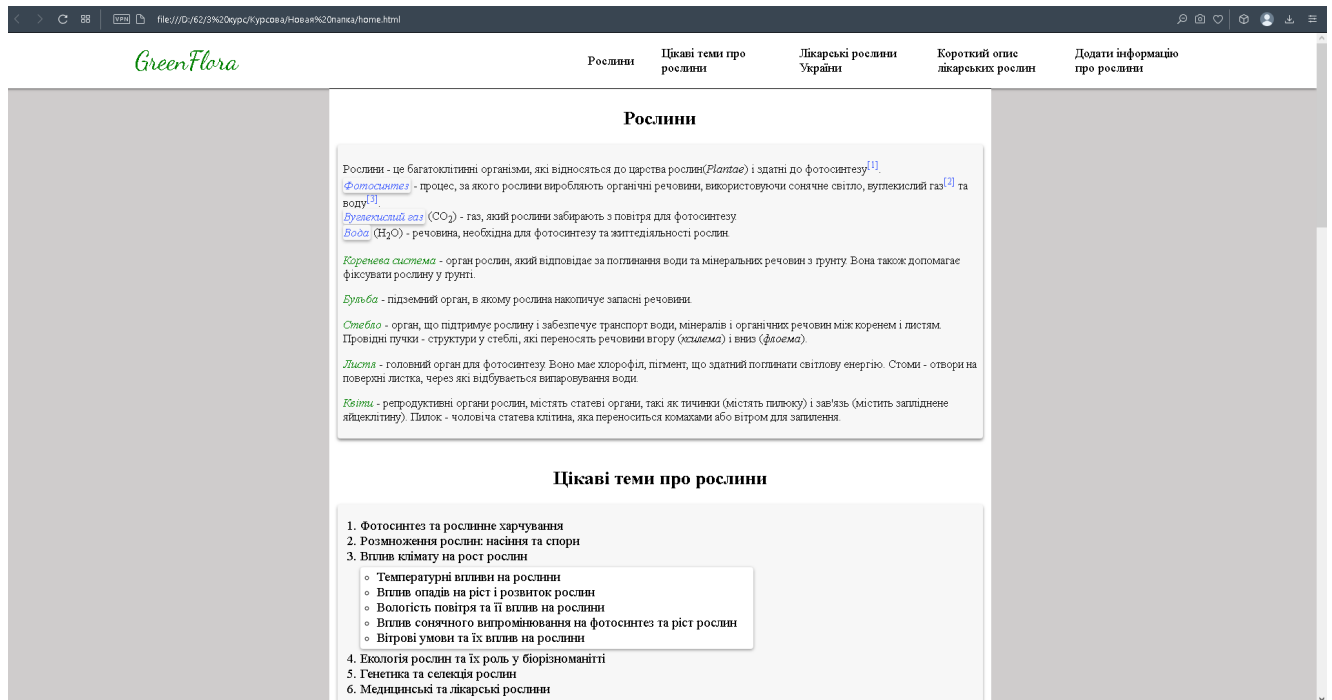 VPN file:///D:/62/3%20курс/Курсова/Новая%20папка/home.html
GreenFlora
Рослини
Цікаві теми про
рослини
Лікарські рослини
України
Короткий опис
лікарських рослин
Додати інформацію
про рослини
Рослини
Рослини - це багатоклітинні організми, які відносяться до царства рослин(Plantae) і здатні до фотосинтезу[1].
Фотосинтез - процес, за якого рослини виробляють органічні речовини, використовуючи сонячне світло, вуглекислий газ[2] та
воду[3].
Вуглекислий газ (CO2) - газ, який рослини забирають з повітря для фотосинтезу.
Вода (H2O) - речовина, необхідна для фотосинтезу та життєдіяльності рослин.
Коренева система - орган рослин, який відповідає за поглинання води та мінеральних речовин з ґрунту. Вона також допомагає
фіксувати рослину у ґрунті.
Бульба - підземний орган, в якому рослина накопичує запасні речовини.
Стебло - орган, що підтримує рослину і забезпечує транспорт води, мінералів і органічних речовин між коренем і листям.
Провідні пучки - структури у стеблі, які переносять речовини вгору (ксилема) і вниз (флоема).
Листя - головний орган для фотосинтезу. Воно має хлорофіл, пігмент, що здатний поглинати світлову енергію. Стоми - отвори на
поверхні листка, через які відбувається випаровування води.
Квіти - репродуктивні органи рослин, містять статеві органи, такі як тичинки (містять пилюку) і зав'язь (містить запліднене
яйцеклітину). Пилок - чоловіча статева клітина, яка переноситься комахами або вітром для запилення.
Цікаві теми про рослини
1. Фотосинтез та рослинне харчування
2. Розмноження рослин: насіння та спори
3. Вплив клімату на рост рослин
◦ Температурні впливи на рослини
◦ Вплив опадів на ріст і розвиток рослин
◦ Вологість повітря та її вплив на рослини
◦ Вплив сонячного випромінювання на фотосинтез та ріст рослин
◦ Вітрові умови та їх вплив на рослини
4. Екологія рослин та їх роль у біорізноманітті
5. Генетика та селекція рослин
6. Медицинські та лікарські рослини